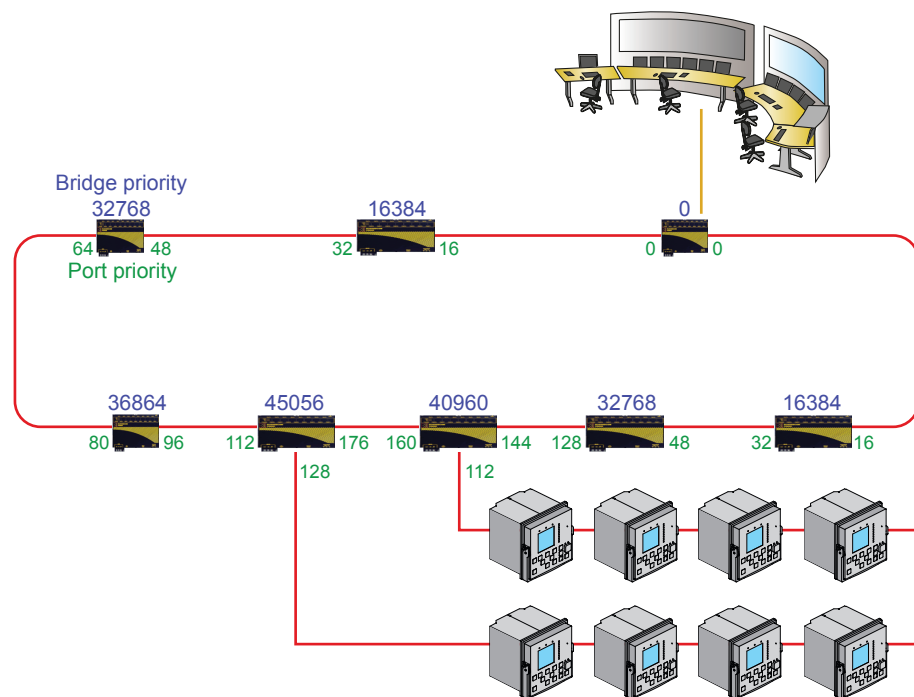 Bridge priority
32768 16384 0
64 48 32 16 0 0
Port priority
36864 45056 40960 32768 16384
80 96 112 176 160 144 128 48 32 16
128 112